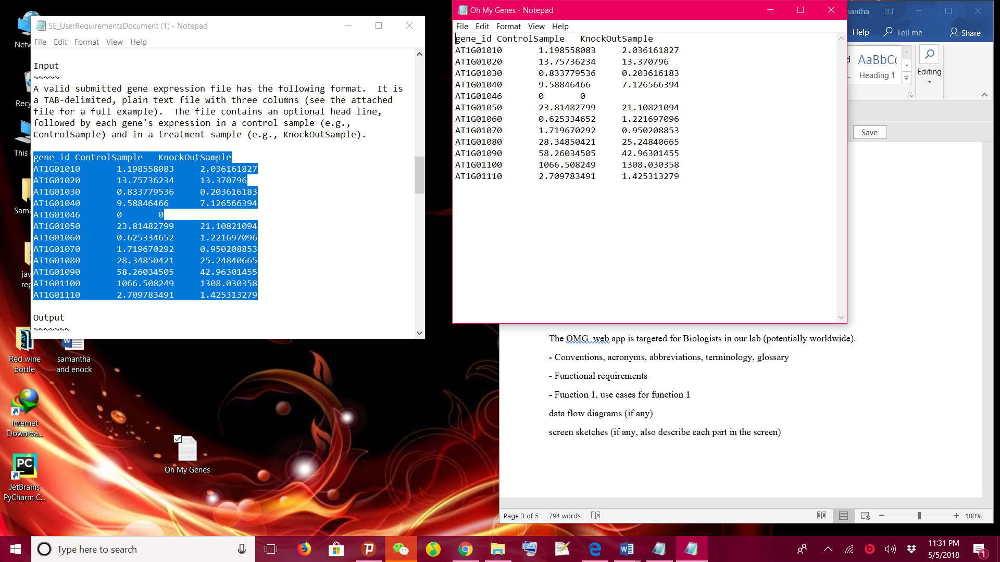 SE_UserRequirementsDocument (1) - Notepad
File Edit Format View Help
Input
~~~~~
A valid submitted gene expression file has the following format.  It is
a TAB-delimited, plain text file with three columns (see the attached
file for a full example).  The file contains an optional head line,
followed by each gene's expression in a control sample (e.g.,
ControlSample) and in a treatment sample (e.g., KnockOutSample).
gene_id ControlSample   KnockOutSample
AT1G01010       1.198558083     2.036161827
AT1G01020       13.75736234     13.370796
AT1G01030       0.833779536     0.203616183
AT1G01040       9.58846466      7.126566394
AT1G01046       0       0
AT1G01050       23.81482799     21.10821094
AT1G01060       0.625334652     1.221697096
AT1G01070       1.719670292     0.950208853
AT1G01080       28.34850421     25.24840665
AT1G01090       58.26034505     42.96301455
AT1G01100       1066.508249     1308.030358
AT1G01110       2.709783491     1.425313279
Output
~~~~~~~
Oh My Genes - Notepad
File Edit Format View Help
gene_id ControlSample   KnockOutSample
AT1G01010       1.198558083     2.036161827
AT1G01020       13.75736234     13.370796
AT1G01030       0.833779536     0.203616183
AT1G01040       9.58846466      7.126566394
AT1G01046       0       0
AT1G01050       23.81482799     21.10821094
AT1G01060       0.625334652     1.221697096
AT1G01070       1.719670292     0.950208853
AT1G01080       28.34850421     25.24840665
AT1G01090       58.26034505     42.96301455
AT1G01100       1066.508249     1308.030358
AT1G01110       2.709783491     1.425313279
antha
Help Tell me Share
AaBbCc
Heading 1
Editing
Save
The OMG web app is targeted for Biologists in our lab (potentially worldwide).
- Conventions, acronyms, abbreviations, terminology, glossary
- Functional requirements
- Function 1, use cases for function 1
data flow diagrams (if any)
screen sketches (if any, also describe each part in the screen)
Page 3 of 5 794 words 100%
Netw
Recy
This
Sama
jav
rep
Red wine
bottle
samantha
and enock
Internet
Downloa...
JetBrains
PyCharm C...
PC
Oh My Genes
Type here to search
11:31 PM
5/5/2018
1